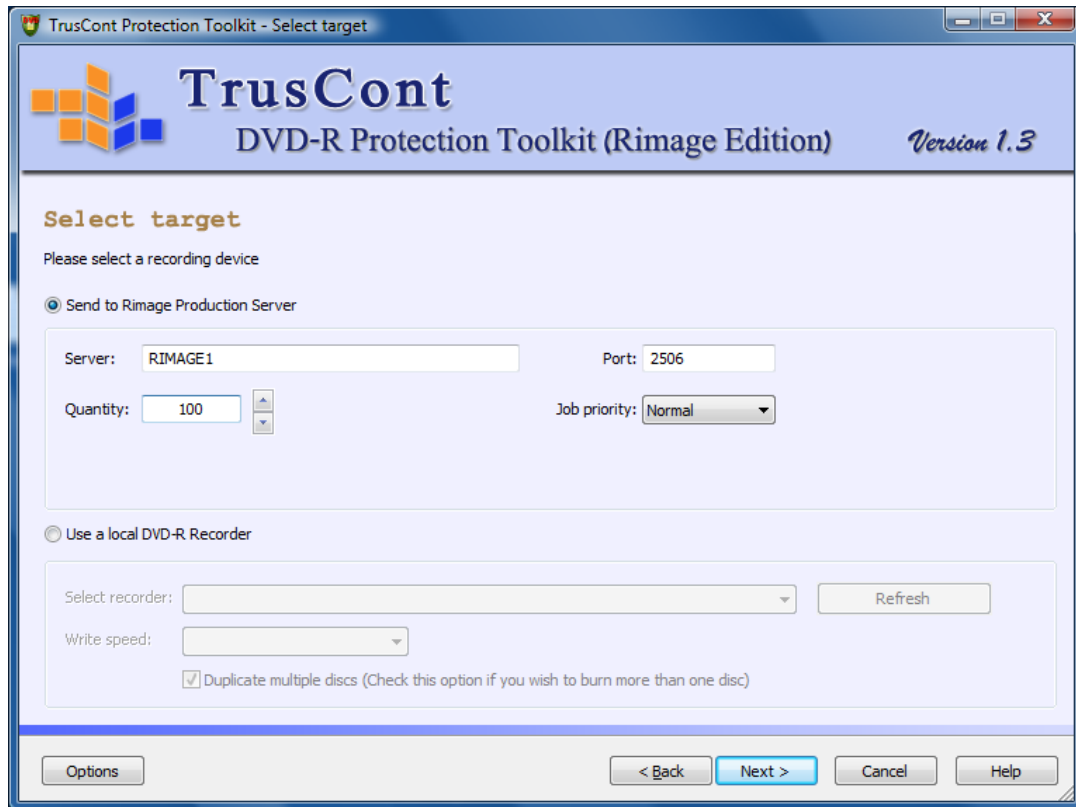 TrusCont Protection Toolkit - Select target
TrusCont
DVD-R Protection Toolkit (Rimage Edition) Version 1.3
Select target
Please select a recording device
Send to Rimage Production Server
Server: RIMAGE1 Port: 2506
Quantity: 100 Job priority: Normal
Use a local DVD-R Recorder
Select recorder: Refresh
Write speed:
Duplicate multiple discs (Check this option if you wish to burn more than one disc)
Options < Back Next > Cancel Help